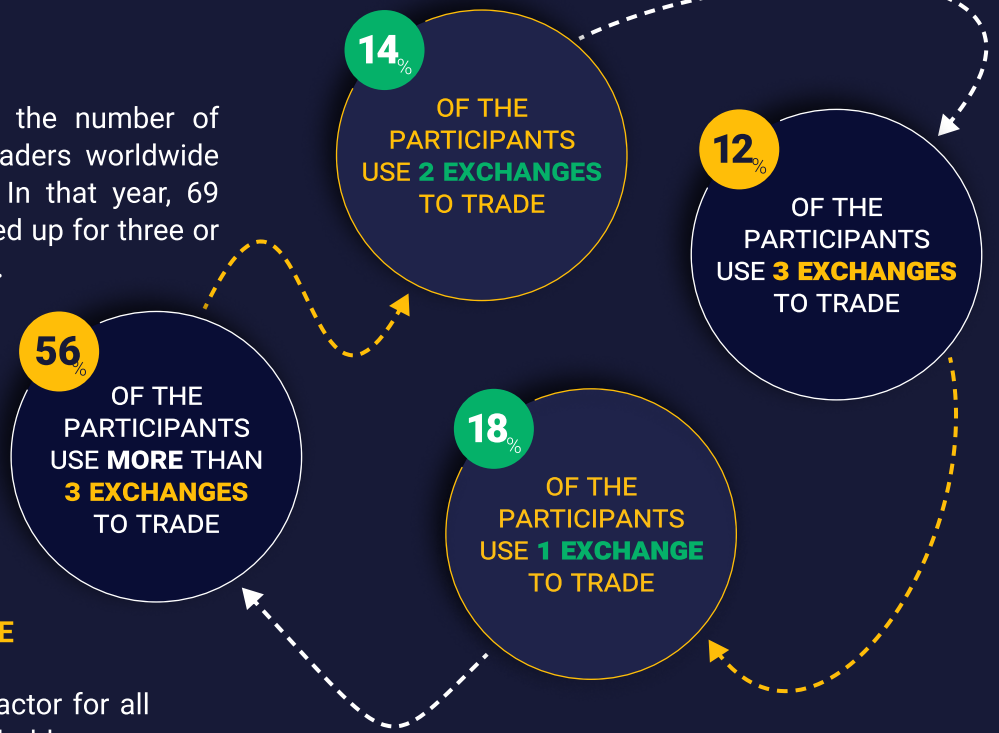 the number of
aders worldwide
In that year, 69
ed up for three or
.
14%
OF THE
PARTICIPANTS
USE 2 EXCHANGES
TO TRADE
12%
OF THE
PARTICIPANTS
USE 3 EXCHANGES
TO TRADE
56%
OF THE
PARTICIPANTS
USE MORE THAN
3 EXCHANGES
TO TRADE
18%
OF THE
PARTICIPANTS
USE 1 EXCHANGE
TO TRADE
E
actor for all